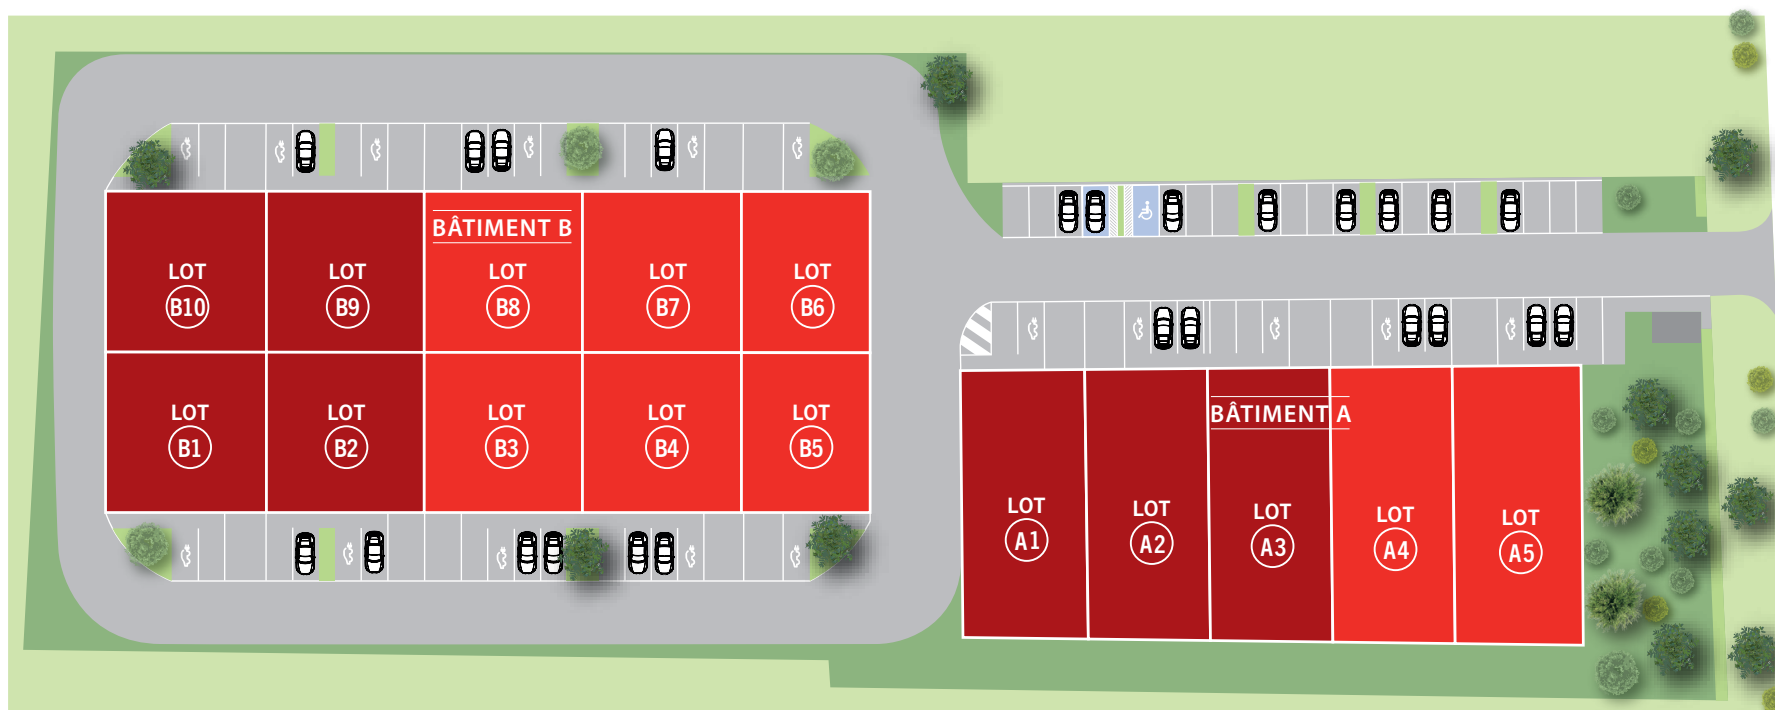 BÂTIMENT B
LOT
B10
LOT
B9
LOT
B8
LOT
B7
LOT
B6
LOT
B1
LOT
B2
LOT
B3
LOT
B4
LOT
B5
BÂTIMENT A
LOT
A1
LOT
A2
LOT
A3
LOT
A4
LOT
A5